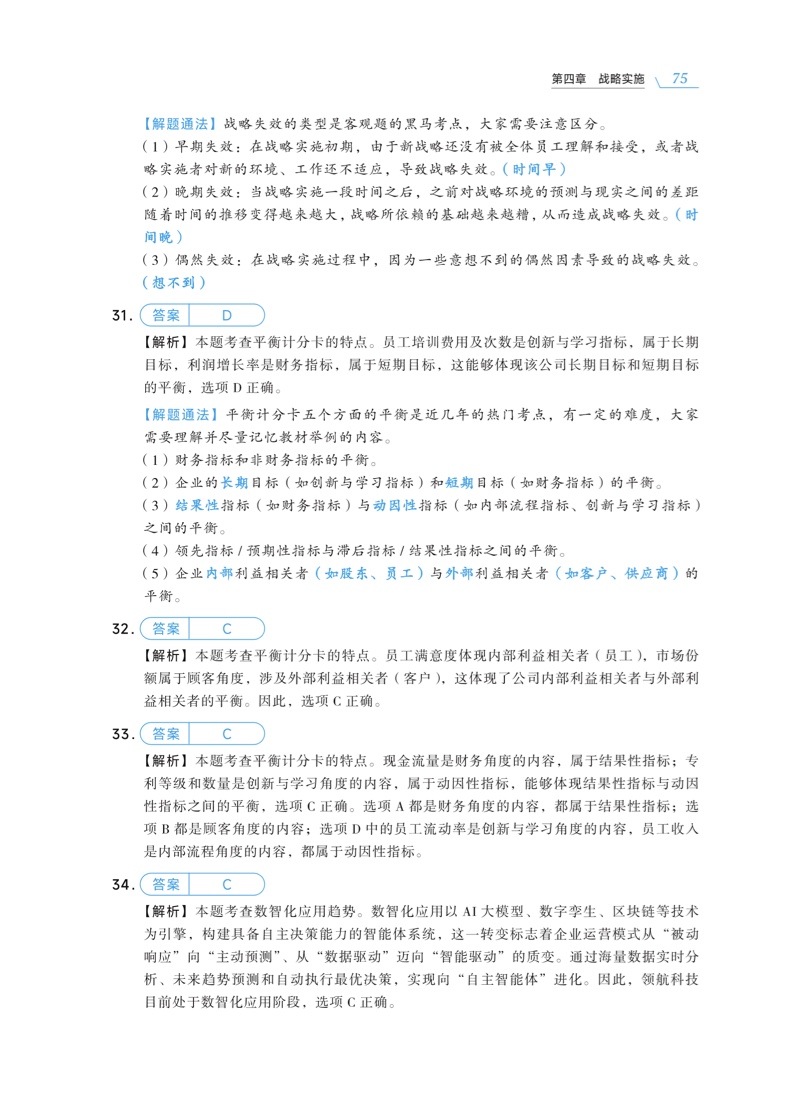 第四章 战略实施 75
【解题通法】战略失效的类型是客观题的黑马考点，大家需要注意区分。
（1）早期失效：在战略实施初期，由于新战略还没有被全体员工理解和接受，或者战
略实施者对新的环境、工作还不适应，导致战略失效。（时间早）
（2）晚期失效：当战略实施一段时间之后，之前对战略环境的预测与现实之间的差距
随着时间的推移变得越来越大，战略所依赖的基础越来越糟，从而造成战略失效。（时
间晚）
（3）偶然失效：在战略实施过程中，因为一些意想不到的偶然因素导致的战略失效。
（想不到）
31. 答案 D
【解析】本题考查平衡计分卡的特点。员工培训费用及次数是创新与学习指标，属于长期
目标，利润增长率是财务指标，属于短期目标，这能够体现该公司长期目标和短期目标
的平衡，选项 D 正确。
【解题通法】平衡计分卡五个方面的平衡是近几年的热门考点，有一定的难度，大家
需要理解并尽量记忆教材举例的内容。
（1）财务指标和非财务指标的平衡。
（2）企业的长期目标（如创新与学习指标）和短期目标（如财务指标）的平衡。
（3）结果性指标（如财务指标）与动因性指标（如内部流程指标、创新与学习指标）
之间的平衡。
（4）领先指标 / 预期性指标与滞后指标 / 结果性指标之间的平衡。
（5）企业内部利益相关者（如股东、员工）与外部利益相关者（如客户、供应商）的
平衡。
32. 答案 C
【解析】本题考查平衡计分卡的特点。员工满意度体现内部利益相关者（员工），市场份
额属于顾客角度，涉及外部利益相关者（客户），这体现了公司内部利益相关者与外部利
益相关者的平衡。因此，选项 C 正确。
33. 答案 C
【解析】本题考查平衡计分卡的特点。现金流量是财务角度的内容，属于结果性指标；专
利等级和数量是创新与学习角度的内容，属于动因性指标，能够体现结果性指标与动因
性指标之间的平衡，选项 C 正确。选项 A 都是财务角度的内容，都属于结果性指标；选
项 B 都是顾客角度的内容；选项 D 中的员工流动率是创新与学习角度的内容，员工收入
是内部流程角度的内容，都属于动因性指标。
34. 答案 C
【解析】本题考查数智化应用趋势。数智化应用以 AI 大模型、数字孪生、区块链等技术
为引擎，构建具备自主决策能力的智能体系统，这一转变标志着企业运营模式从“被动
响应”向“主动预测”、从“数据驱动”迈向“智能驱动”的质变。通过海量数据实时分
析、未来趋势预测和自动执行最优决策，实现向“自主智能体”进化。因此，领航科技
目前处于数智化应用阶段，选项 C 正确。